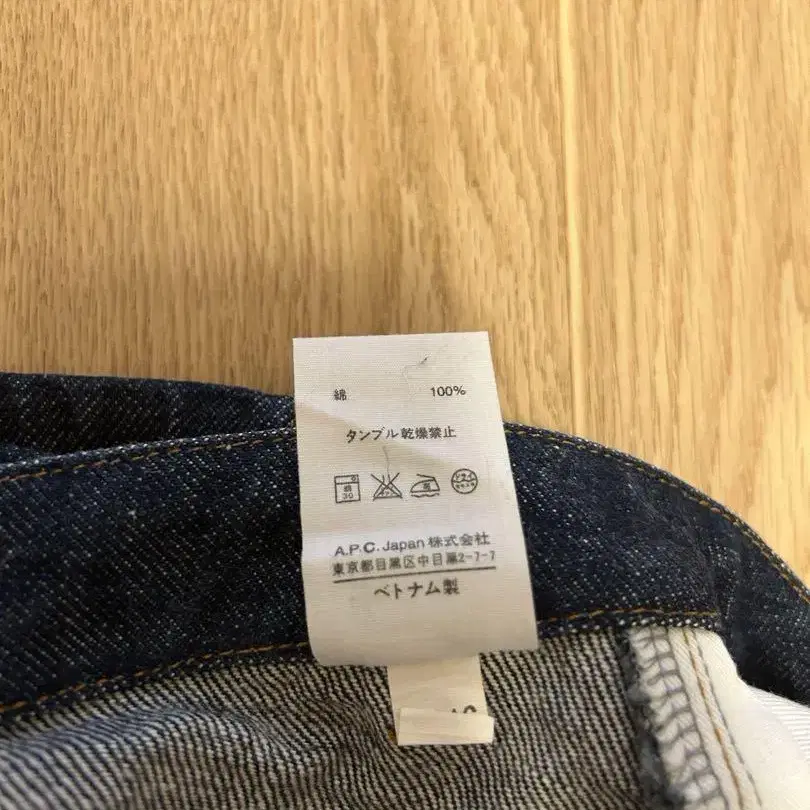 綿 100%
タンブル乾燥禁止
A.P.C. Japan 株式会社
東京都目黒区中目黒2-7-7
ベトナム製